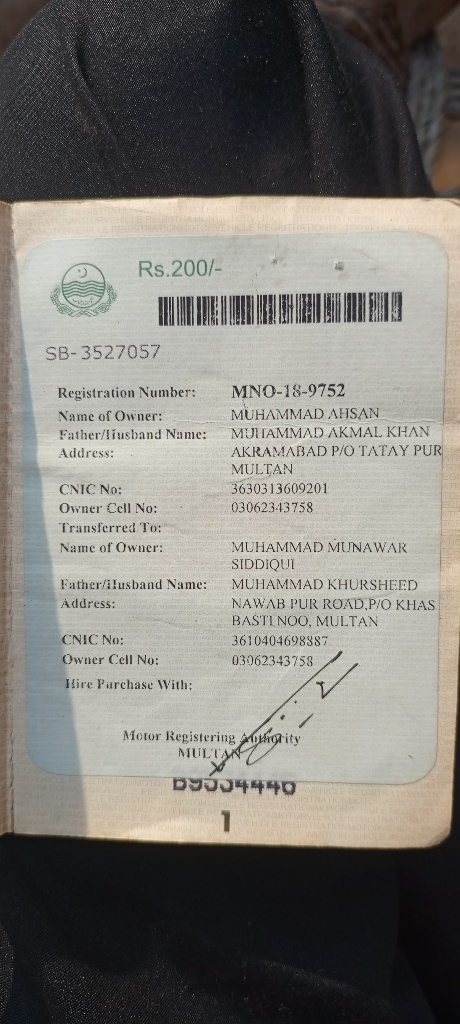 Rs.200/-
SB-3527057
Registration Number: MNO-18-9752
Name of Owner: MUHAMMAD AHSAN
Father/Husband Name: MUHAMMAD AKMAL KHAN
Address: AKRAMABAD P/O TATAY PUR
MULTAN
CNIC No: 3630313609201
Owner Cell No: 03062343758
Transferred To:
Name of Owner: MUHAMMAD MUNAWAR
SIDDIQUI
Father/Husband Name: MUHAMMAD KHURSHEED
Address: NAWAB PUR ROAD,P/O KHAS
BASTI NOO, MULTAN
CNIC No: 3610404698887
Owner Cell No: 03062343758
Hire Purchase With:
Motor Registering Authority
MULTAN
B9534446
1